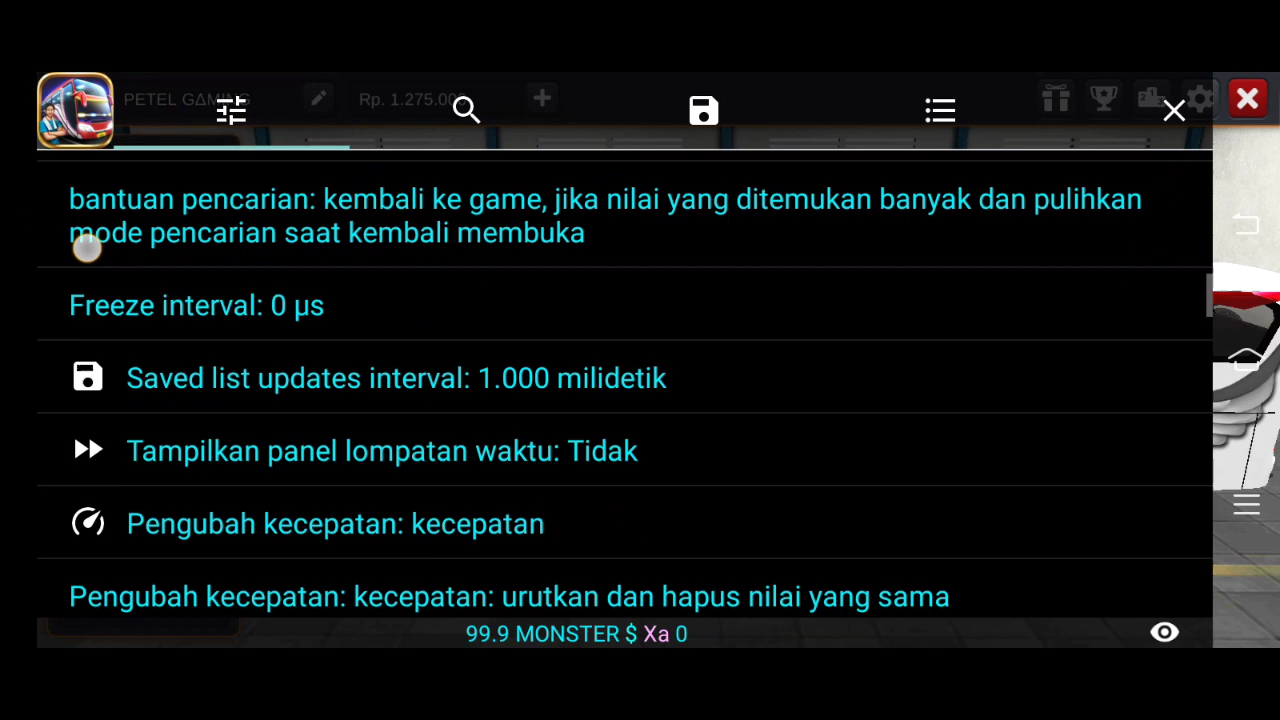 PETEL GΔMING
Rp. 1.275.00
bantuan pencarian: kembali ke game, jika nilai yang ditemukan banyak dan pulihkan
mode pencarian saat kembali membuka
Freeze interval: 0 µs
Saved list updates interval: 1.000 milidetik
Tampilkan panel lompatan waktu: Tidak
Pengubah kecepatan: kecepatan
Pengubah kecepatan: kecepatan: urutkan dan hapus nilai yang sama
99.9 MONSTER $ Xa 0